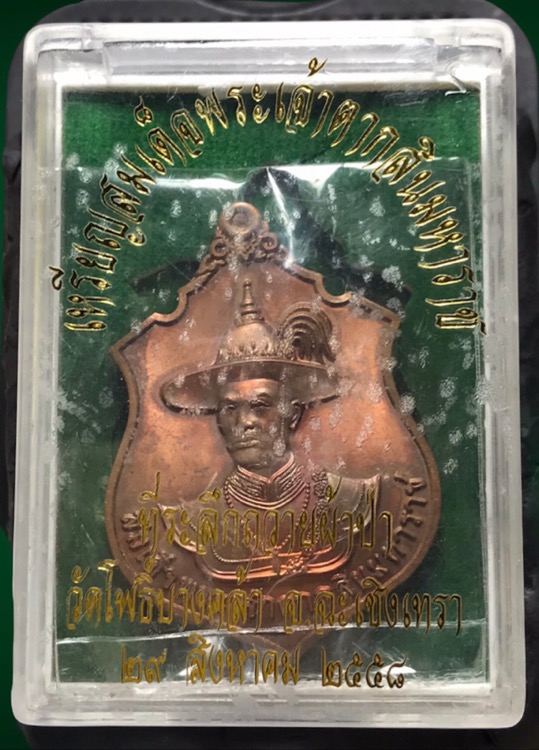 เหรียญสมเด็จพระเจ้าตากสินมหาราช
ที่ระลึกถวายผ้าป่า
วัดโพธิ์บางคล้า จ.ฉะเชิงเทรา
๒๙ สิงหาคม ๒๕๕๘